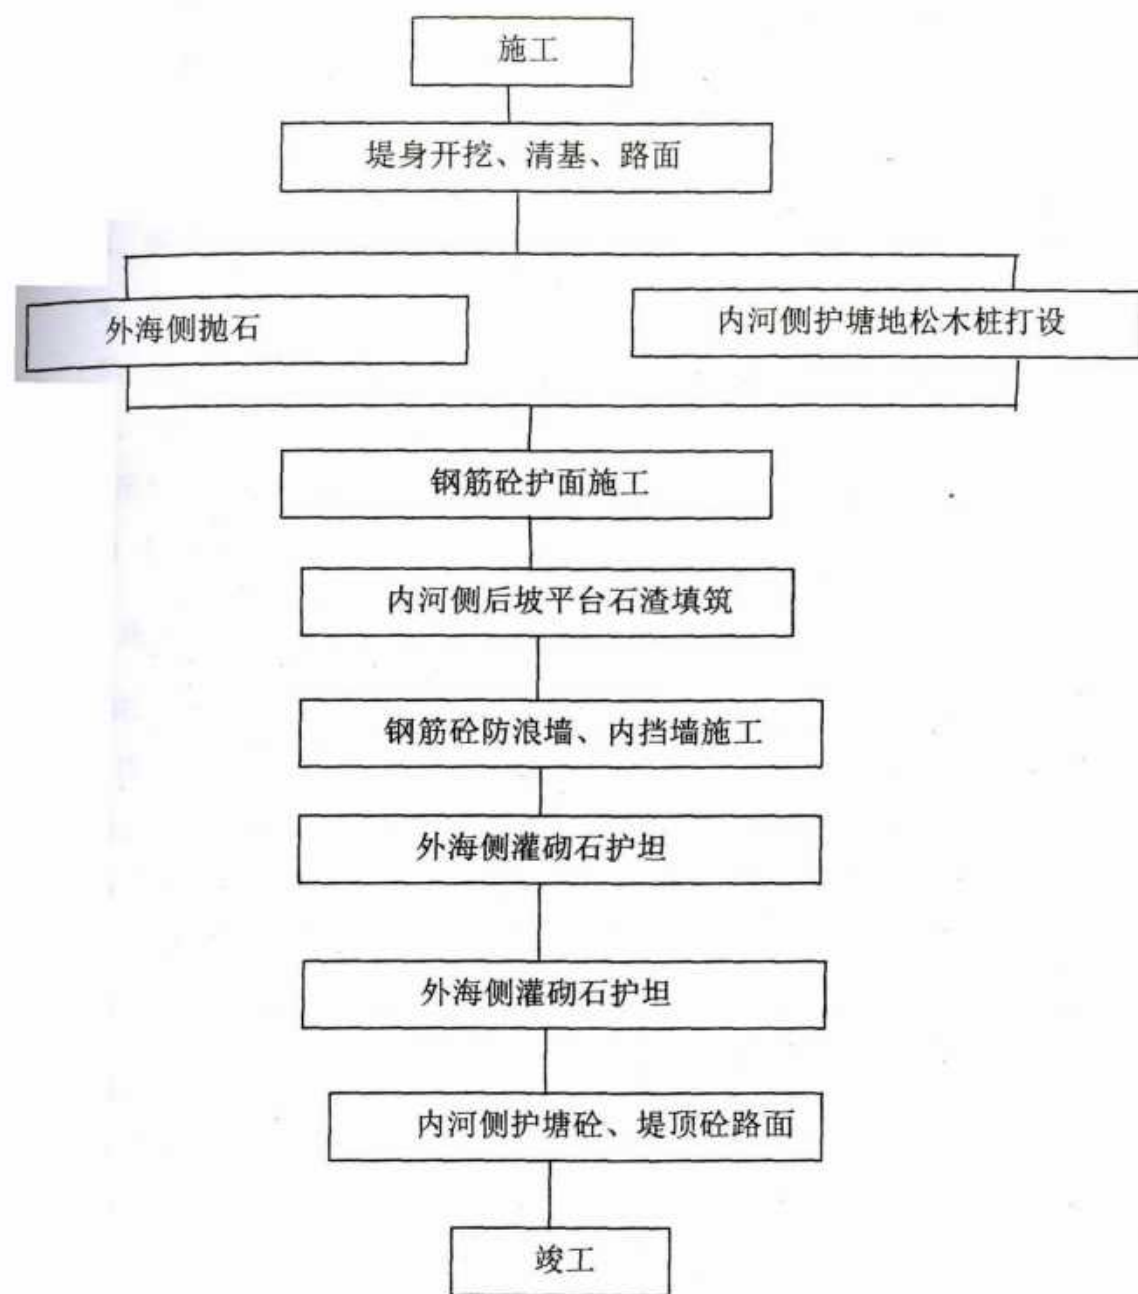 施工
堤身开挖、清基、路面
外海侧抛石
内河侧护塘地松木桩打设
钢筋砼护面施工
内河侧后坡平台石渣填筑
钢筋砼防浪墙、内挡墙施工
外海侧灌砌石护坦
外海侧灌砌石护坦
内河侧护塘砼、堤顶砼路面
竣工